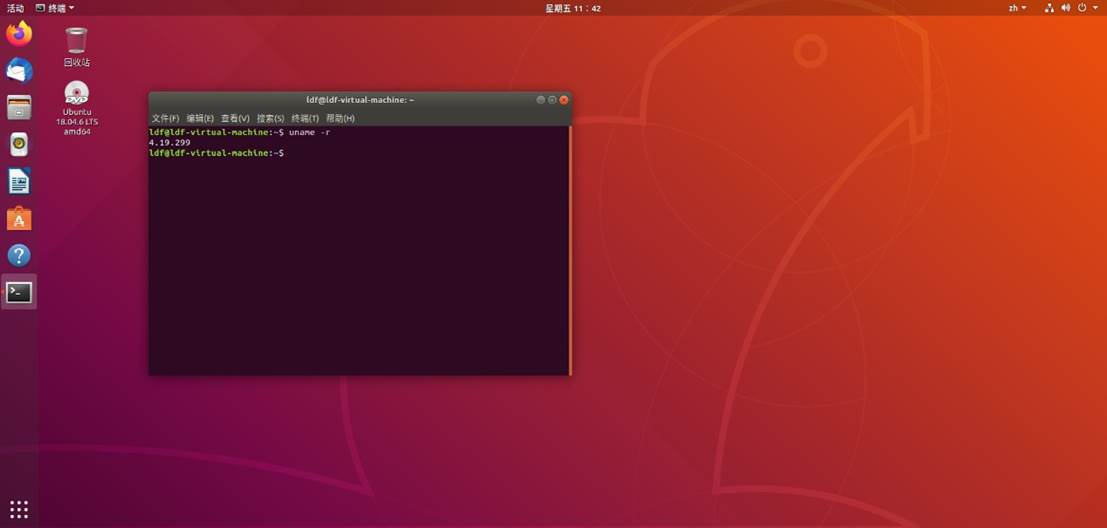 活动 终端 星期五 11：42 zh
回收站
Ubuntu
18.04.6 LTS
amd64
ldf@ldf-virtual-machine: ~
文件(F) 编辑(E) 查看(V) 搜索(S) 终端(T) 帮助(H)
ldf@ldf-virtual-machine:~$ uname -r
4.19.299
ldf@ldf-virtual-machine:~$